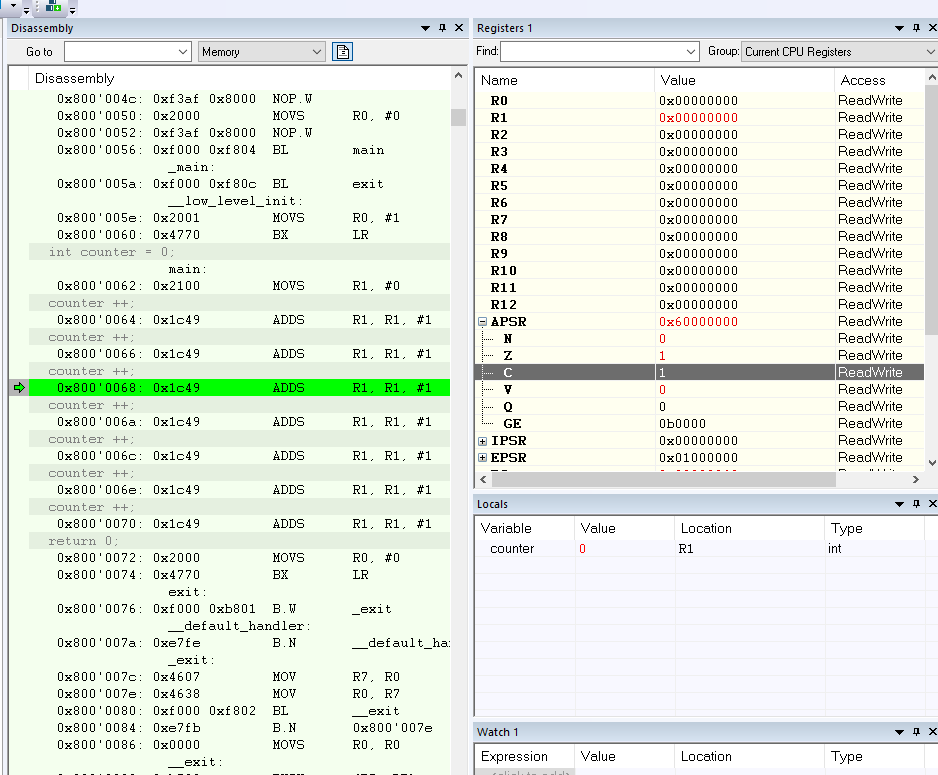 Disassembly
Go to Memory
Disassembly
0x800'004c: 0xf3af 0x8000 NOP.W
0x800'0050: 0x2000 MOVS R0, #0
0x800'0052: 0xf3af 0x8000 NOP.W
0x800'0056: 0xf000 0xf804 BL main
_main:
0x800'005a: 0xf000 0xf80c BL exit
__low_level_init:
0x800'005e: 0x2001 MOVS R0, #1
0x800'0060: 0x4770 BX LR
int counter = 0;
main:
0x800'0062: 0x2100 MOVS R1, #0
counter ++;
0x800'0064: 0x1c49 ADDS R1, R1, #1
counter ++;
0x800'0066: 0x1c49 ADDS R1, R1, #1
counter ++;
0x800'0068: 0x1c49 ADDS R1, R1, #1
counter ++;
0x800'006a: 0x1c49 ADDS R1, R1, #1
counter ++;
0x800'006c: 0x1c49 ADDS R1, R1, #1
counter ++;
0x800'006e: 0x1c49 ADDS R1, R1, #1
counter ++;
0x800'0070: 0x1c49 ADDS R1, R1, #1
return 0;
0x800'0072: 0x2000 MOVS R0, #0
0x800'0074: 0x4770 BX LR
exit:
0x800'0076: 0xf000 0xb801 B.W _exit
__default_handler:
0x800'007a: 0xe7fe B.N __default_ha
_exit:
0x800'007c: 0x4607 MOV R7, R0
0x800'007e: 0x4638 MOV R0, R7
0x800'0080: 0xf000 0xf802 BL __exit
0x800'0084: 0xe7fb B.N 0x800'007e
0x800'0086: 0x0000 MOVS R0, R0
__exit:
Registers 1
Find: Group: Current CPU Registers
Name Value Access
R0 0x00000000 ReadWrite
R1 0x00000000 ReadWrite
R2 0x00000000 ReadWrite
R3 0x00000000 ReadWrite
R4 0x00000000 ReadWrite
R5 0x00000000 ReadWrite
R6 0x00000000 ReadWrite
R7 0x00000000 ReadWrite
R8 0x00000000 ReadWrite
R9 0x00000000 ReadWrite
R10 0x00000000 ReadWrite
R11 0x00000000 ReadWrite
R12 0x00000000 ReadWrite
APSR 0x60000000 ReadWrite
N 0 ReadWrite
Z 1 ReadWrite
C 1 ReadWrite
V 0 ReadWrite
Q 0 ReadWrite
GE 0b0000 ReadWrite
IPSR 0x00000000 ReadWrite
EPSR 0x01000000 ReadWrite
Locals
Variable Value Location Type
counter 0 R1 int
Watch 1
Expression Value Location Type